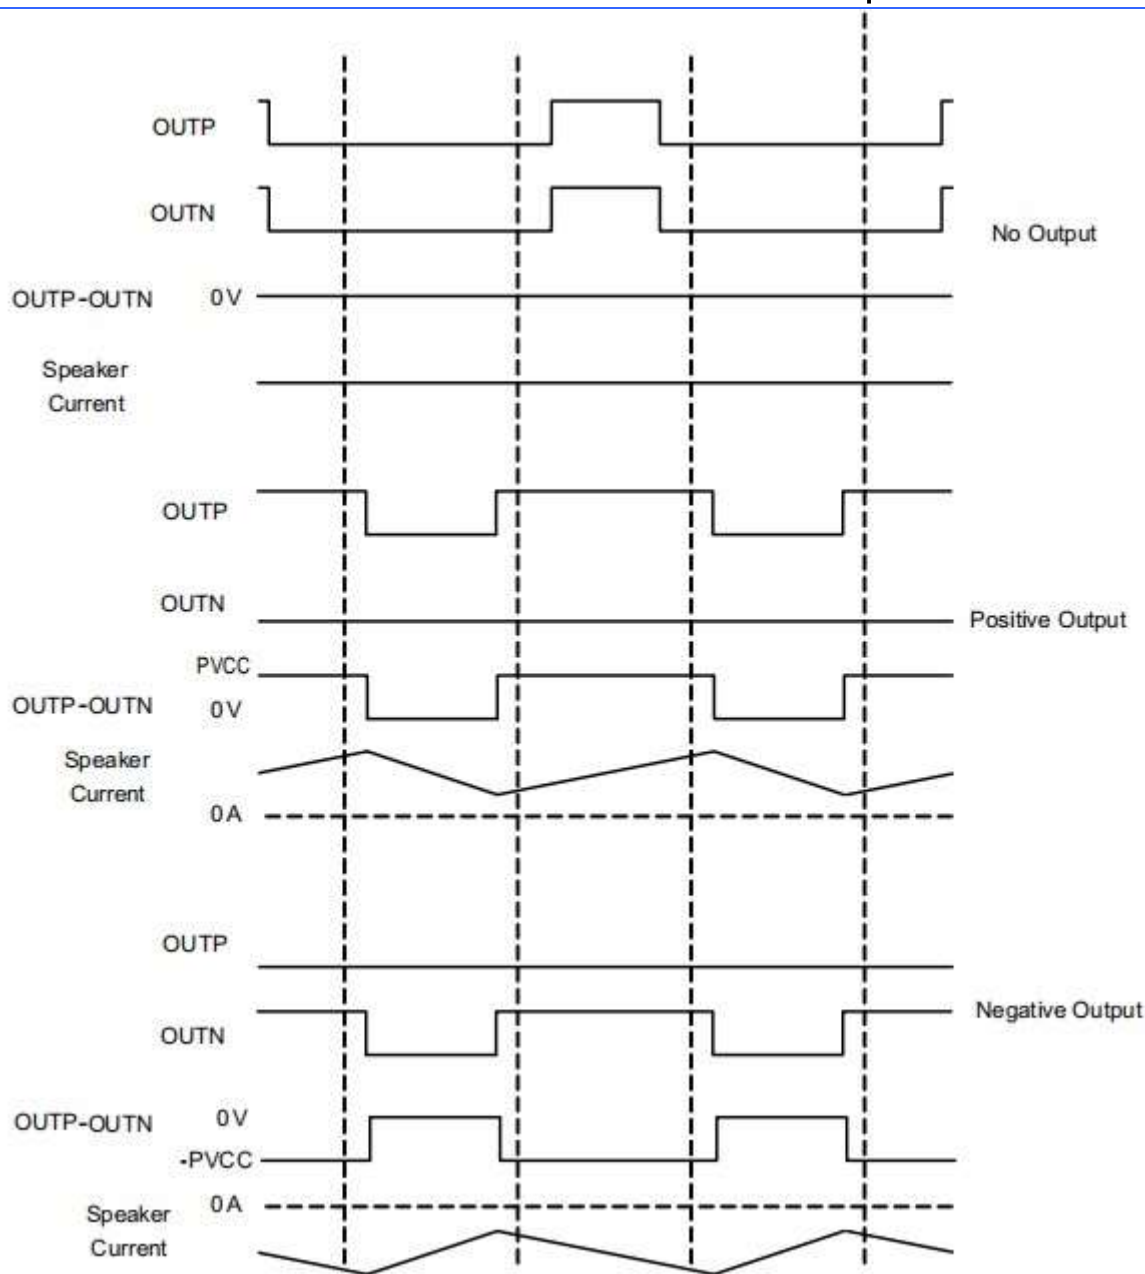 OUTP
OUTN
No Output
OUTP-OUTN 0V
Speaker
Current
OUTP
OUTN
Positive Output
PVCC
OUTP-OUTN 0V
Speaker
Current
0A
OUTP
Negative Output
OUTN
OUTP-OUTN 0V
-PVCC
0A
Speaker
Current